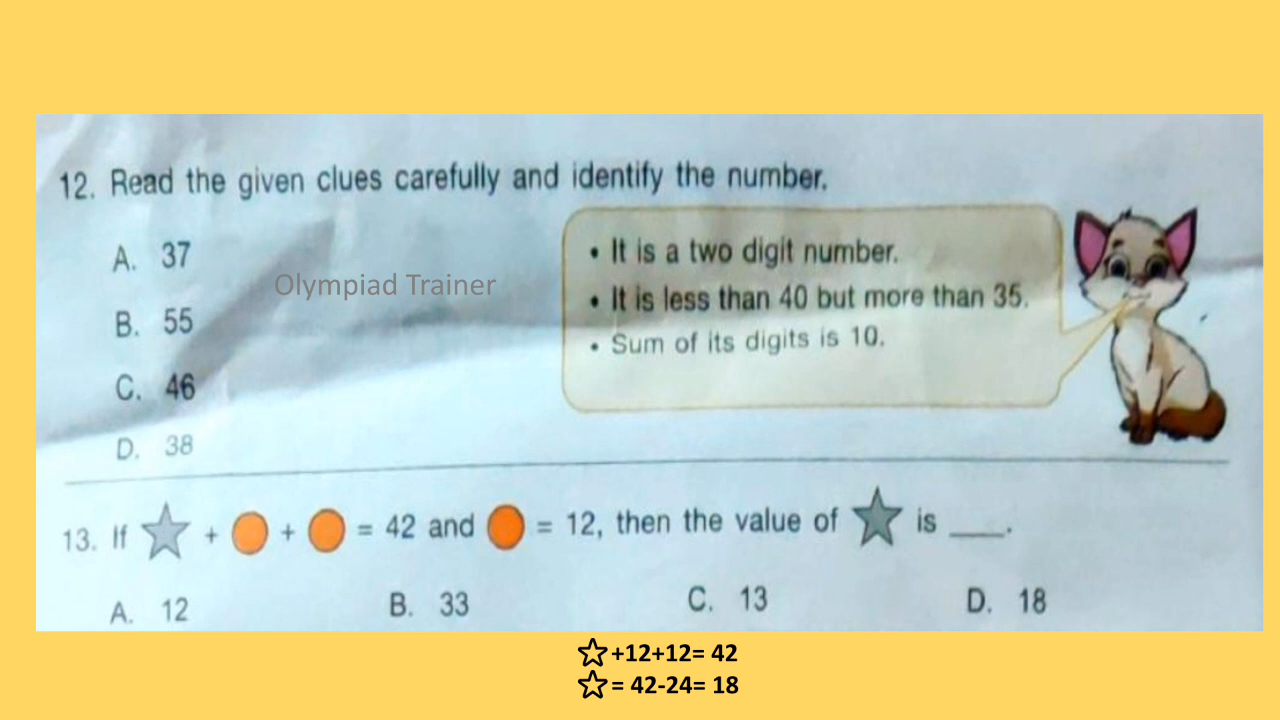 12. Read the given clues carefully and identify the number.
A. 37
B. 55
C. 46
D. 38
Olympiad Trainer
• It is a two digit number.
• It is less than 40 but more than 35.
• Sum of its digits is 10.
13. If ☆ + ● + ● = 42 and ● = 12, then the value of ☆ is ___.
A. 12 B. 33 C. 13 D. 18
☆+12+12= 42
☆= 42-24= 18